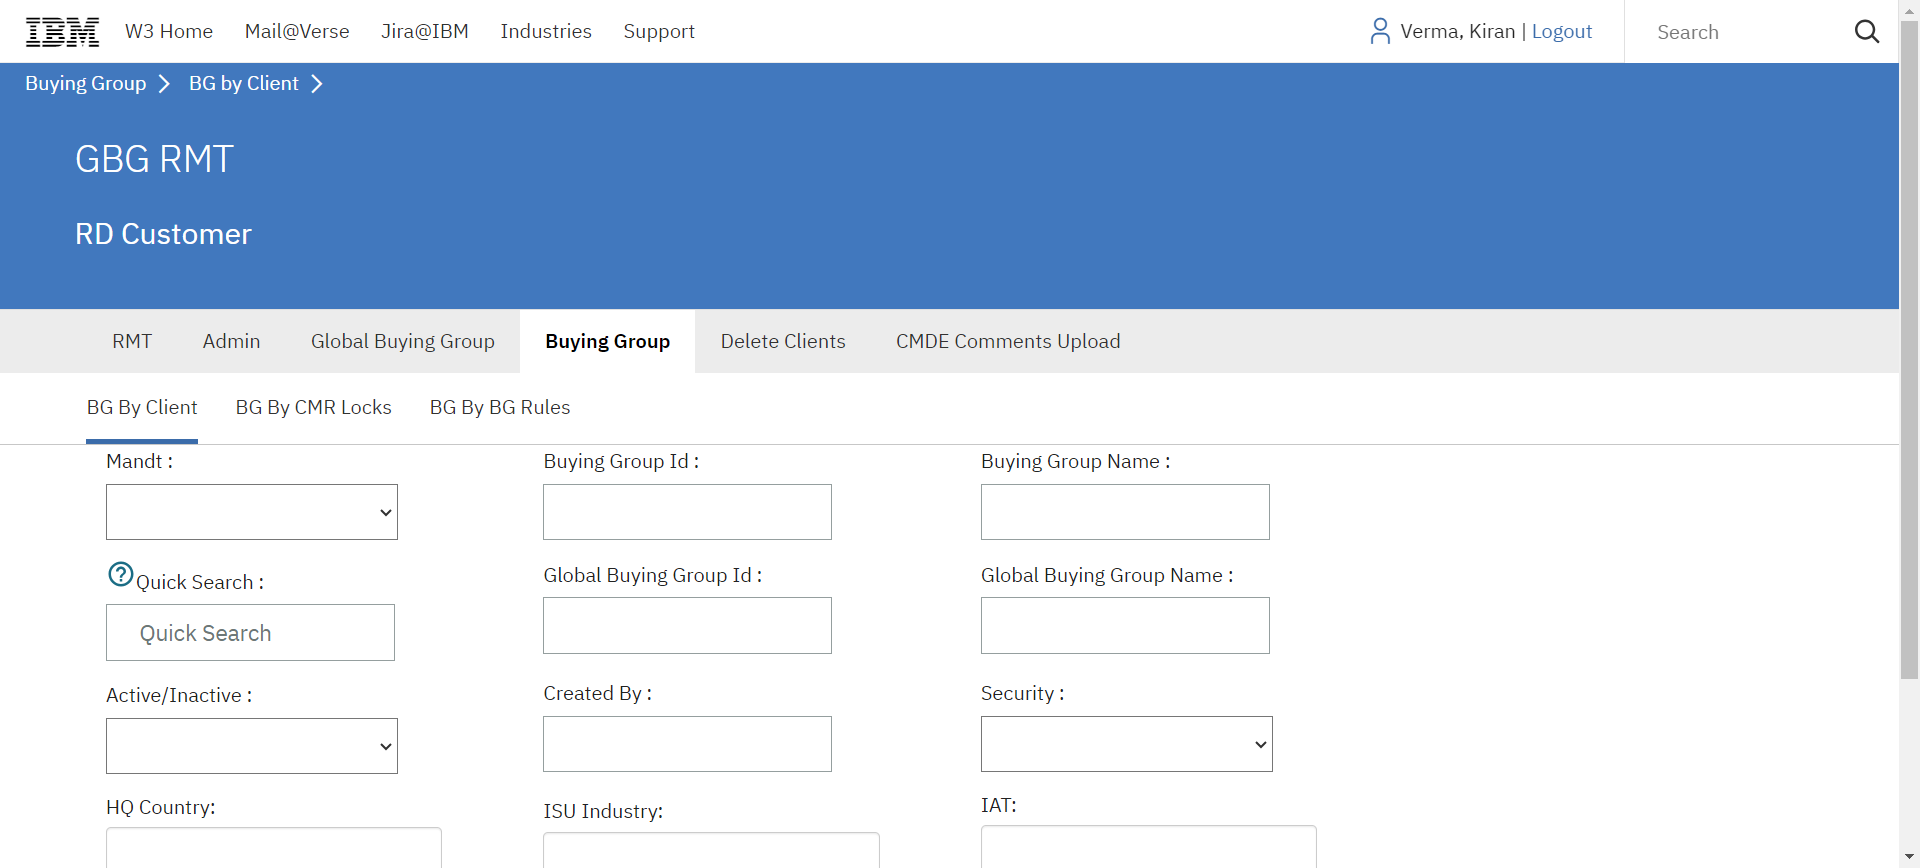 IBM W3 Home Mail@Verse Jira@IBM Industries Support Verma, Kiran | Logout Search
Buying Group BG by Client
GBG RMT
RD Customer
RMT Admin Global Buying Group Buying Group Delete Clients CMDE Comments Upload
BG By Client BG By CMR Locks BG By BG Rules
Mandt : Buying Group Id : Buying Group Name :
Quick Search : Global Buying Group Id : Global Buying Group Name :
Quick Search
Active/Inactive : Created By : Security :
HQ Country: ISU Industry: IAT: